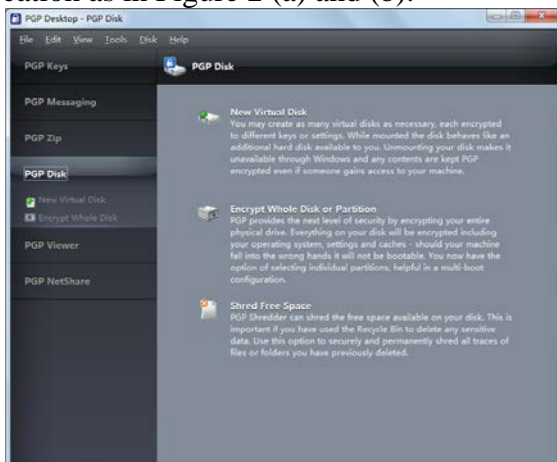 cation as in Figure 2 (a) and (b).
PGP Desktop - PGP Disk
File Edit View Tools Disk Help
PGP Keys
PGP Messaging
PGP Zip
PGP Disk
New Virtual Disk
Encrypt Whole Disk
PGP Viewer
PGP NetShare
PGP Disk
New Virtual Disk
You may create as many virtual disks as necessary, each encrypted
to different keys or settings. While mounted the disk behaves like an
additional hard disk available to you. Unmounting your disk makes it
unavailable through Windows and any contents are kept PGP
encrypted even if someone gains access to your machine.
Encrypt Whole Disk or Partition
PGP provides the next level of security by encrypting your entire
physical drive. Everything on your disk will be encrypted including
your operating system, settings and caches - should your machine
fall into the wrong hands it will not be bootable. You now have the
option of selecting individual partitions, helpful in a multi-boot
configuration.
Shred Free Space
PGP Shredder can shred the free space available on your disk. This is
important if you have used the Recycle Bin to delete any sensitive
data. Use this option to securely and permanently shred all traces of
files or folders you have previously deleted.